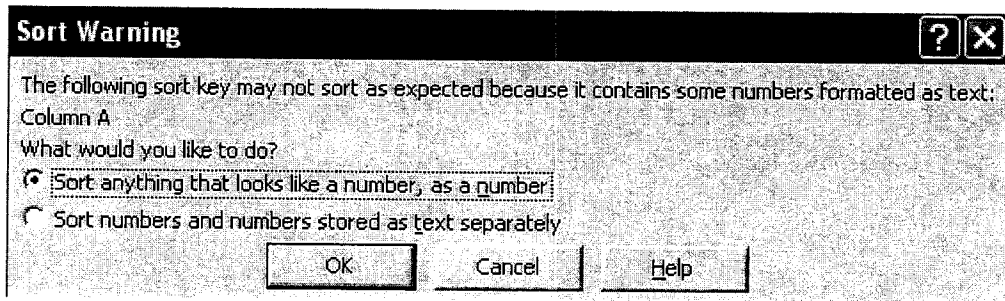 Sort Warning
The following sort key may not sort as expected because it contains some numbers formatted as text:
Column A
What would you like to do?
Sort anything that looks like a number, as a number
Sort numbers and numbers stored as text separately
OK Cancel Help